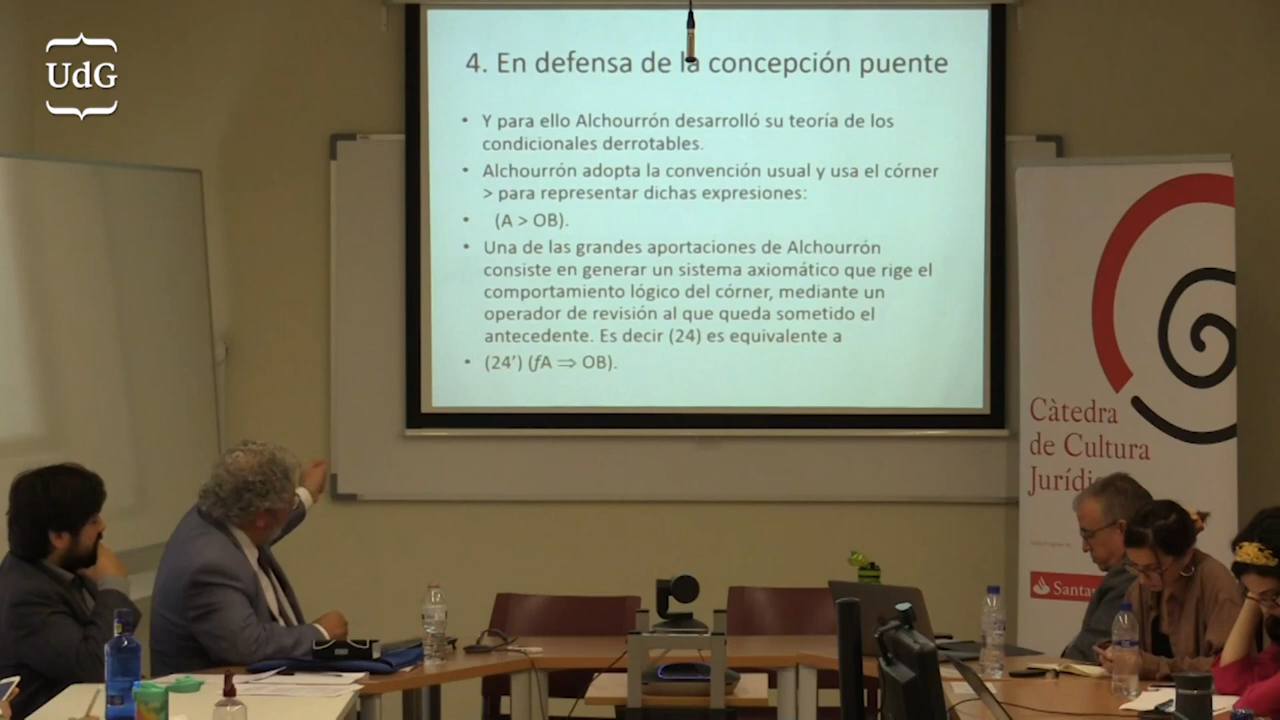 UdG
4. En defensa de la concepción puente
• Y para ello Alchourrón desarrolló su teoría de los
condicionales derrotables.
• Alchourrón adopta la convención usual y usa el córner
> para representar dichas expresiones:
• (A > OB).
• Una de las grandes aportaciones de Alchourrón
consiste en generar un sistema axiomático que rige el
comportamiento lógico del córner, mediante un
operador de revisión al que queda sometido el
antecedente. Es decir (24) es equivalente a
• (24’) (ƒA ⇒ OB).
Càtedra
de Cultura
Jurídi
Santa